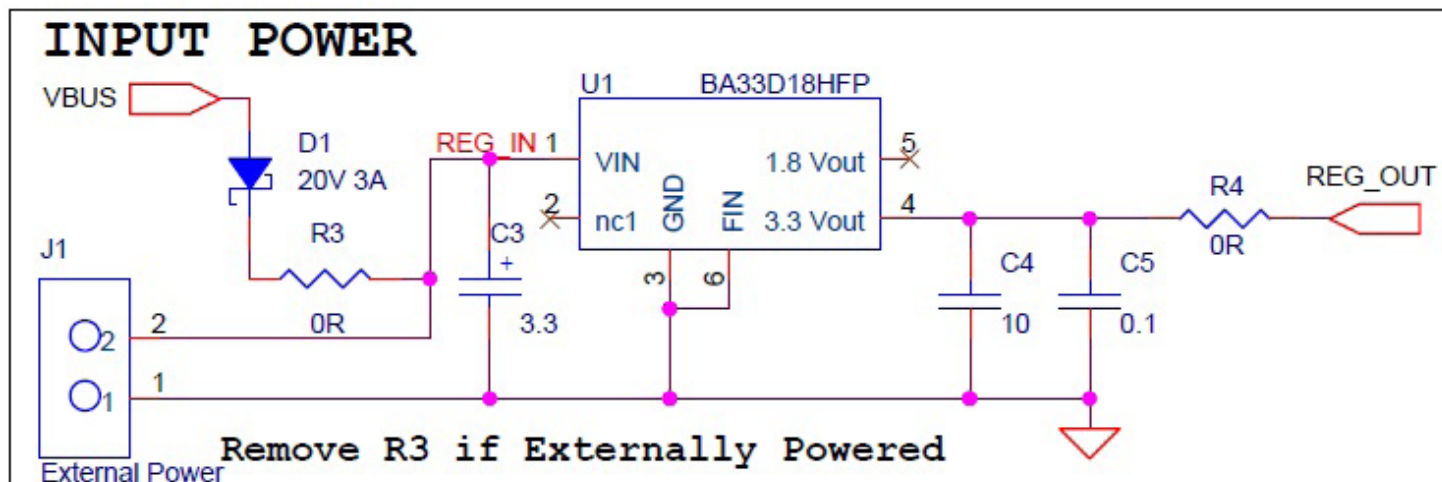 INPUT POWER
VBUS
D1
20V 3A
R3
0R
J1
2
1
2
1
External Power
REG_IN
1
2
C3
+
3.3
U1
BA33D18HFP
VIN
nc1
GND
FIN
1.8 Vout
3.3 Vout
3
6
5
4
C4
10
C5
0.1
R4
0R
REG_OUT
Remove R3 if Externally Powered